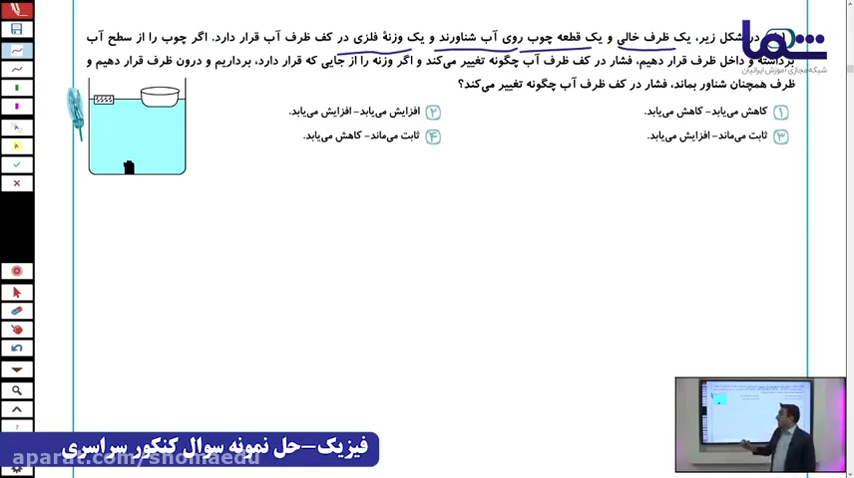 در شکل زیر، یک ظرف خالی و یک قطعه چوب روی آب شناورند و یک وزنهٔ فلزی در کف ظرف آب قرار دارد. اگر چوب را از سطح آب
برداشته و داخل ظرف قرار دهیم، فشار در کف ظرف آب چگونه تغییر می‌کند و اگر وزنه را از جایی که قرار دارد، برداریم و درون ظرف قرار دهیم و
ظرف همچنان شناور بماند، فشار در کف ظرف آب چگونه تغییر می‌کند؟
۱) کاهش می‌یابد- کاهش می‌یابد.
۲) افزایش می‌یابد- افزایش می‌یابد.
۳) ثابت می‌ماند- افزایش می‌یابد.
۴) ثابت می‌ماند- کاهش می‌یابد.
شما
شبکه مجازی آموزش ایرانیان
فیزیک-حل نمونه سوال کنکور سراسری
aparat.com/shomaedu